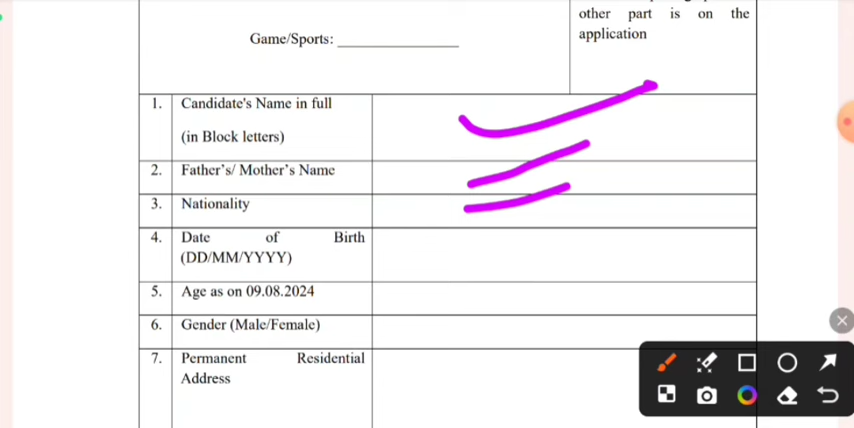 other part is on the
application
Game/Sports:
1. Candidate's Name in full
(in Block letters)
2. Father's/ Mother's Name
3. Nationality
4. Date of Birth
(DD/MM/YYYY)
5. Age as on 09.08.2024
6. Gender (Male/Female)
7. Permanent Residential
Address